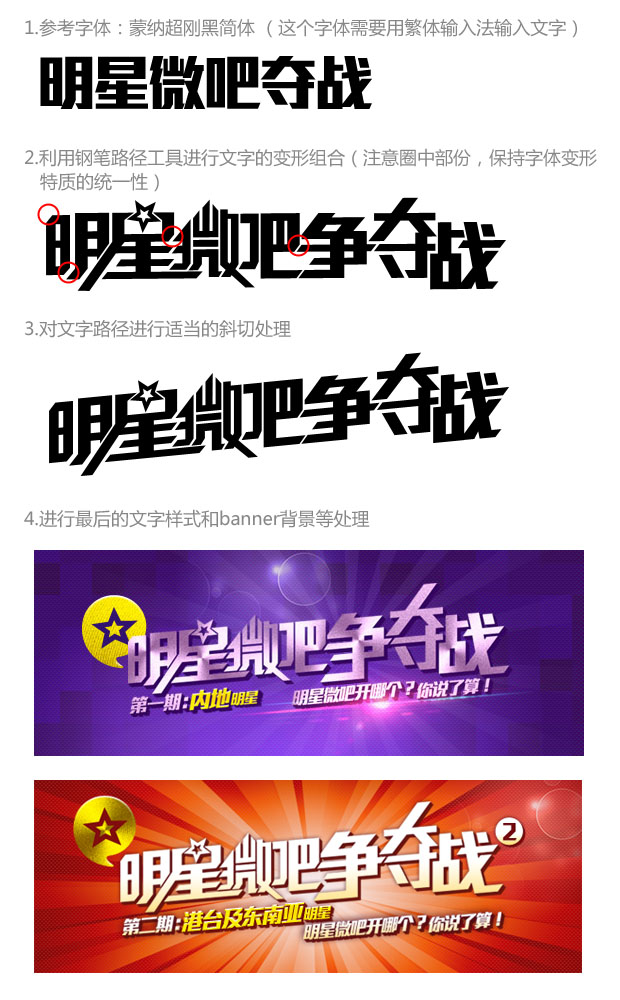 1.参考字体：蒙纳超刚黑简体（这个字体需要用繁体输入法输入文字）
明星微吧夺战
2.利用钢笔路径工具进行文字的变形组合（注意圈中部份，保持字体变形
特质的统一性）
明星微吧争夺战
3.对文字路径进行适当的斜切处理
明星微吧争夺战
4.进行最后的文字样式和banner背景等处理
明星微吧争夺战
第一期:内地明星 明星微吧开哪个？你说了算！
明星微吧争夺战2
第二期:港台及东南亚明星
明星微吧开哪个？你说了算！